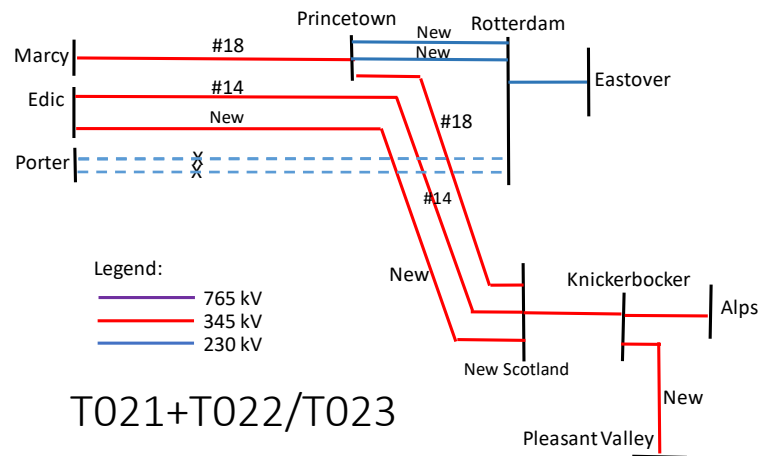 Princetown
Rotterdam
New
New
Marcy
#18
Eastover
Edic
#14
New
#18
Porter
X
X
#14
Legend:
New
Knickerbocker
765 kV
345 kV
Alps
230 kV
New Scotland
New
T021+T022/T023
Pleasant Valley